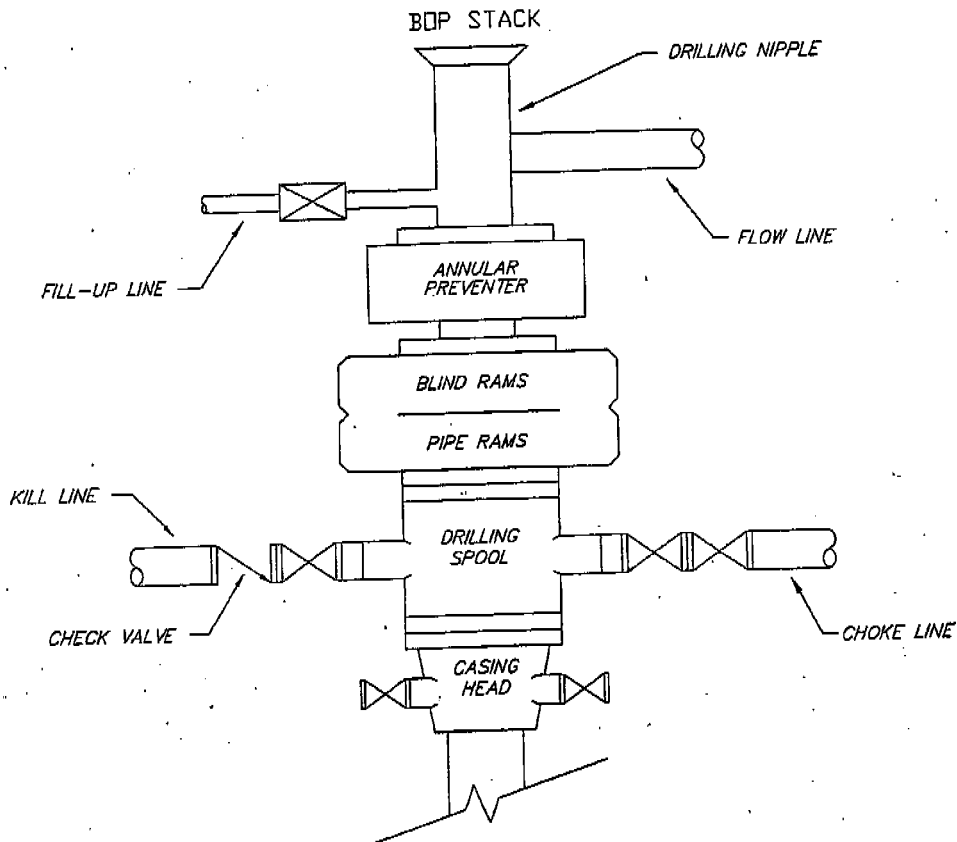 BOP STACK
DRILLING NIPPLE
FLOW LINE
FILL-UP LINE
ANNULAR
PREVENTER
BLIND RAMS
PIPE RAMS
KILL LINE
DRILLING
SPOOL
CHECK VALVE
CHOKE LINE
CASING
HEAD